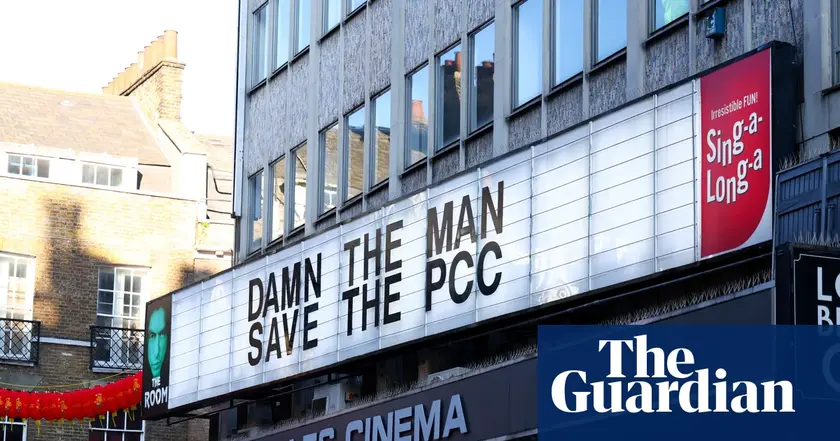 DAMN THE MAN
SAVE THE PCC
Irresistible FUN!
Sing-a-
Long-a
THE
ROOM
CINEMA
The
Guardian